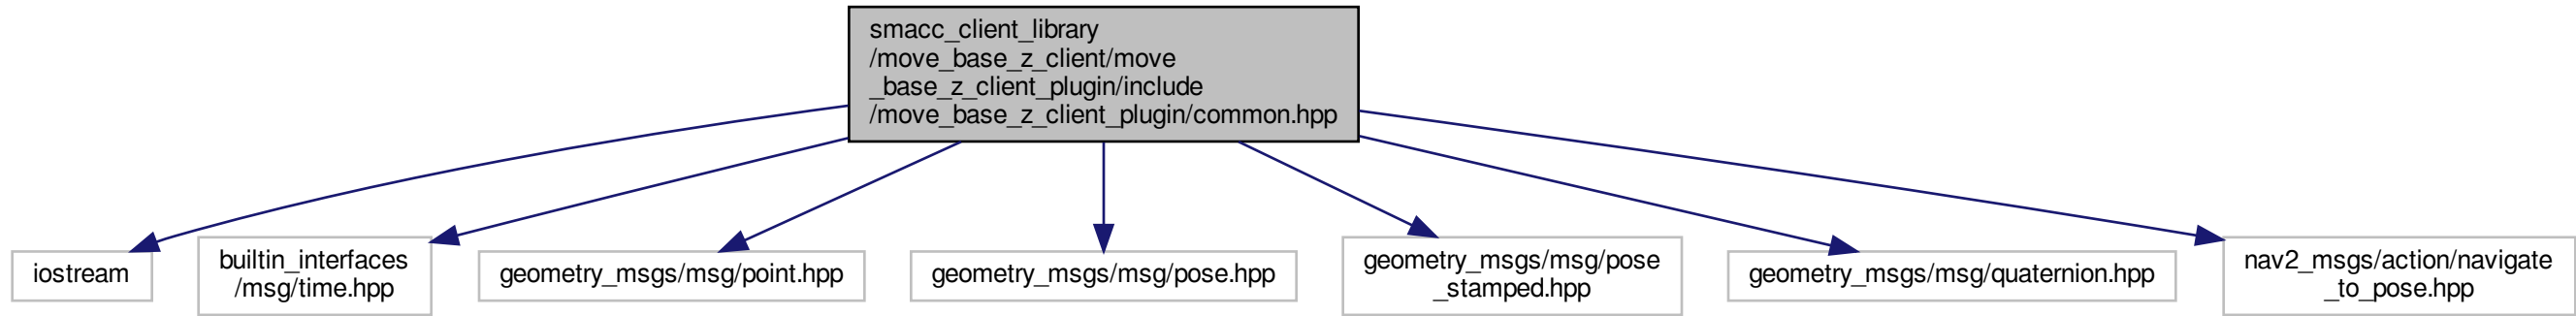 smacc_client_library
/move_base_z_client/move
_base_z_client_plugin/include
/move_base_z_client_plugin/common.hpp
iostream
builtin_interfaces
/msg/time.hpp
geometry_msgs/msg/point.hpp
geometry_msgs/msg/pose.hpp
geometry_msgs/msg/pose
_stamped.hpp
geometry_msgs/msg/quaternion.hpp
nav2_msgs/action/navigate
_to_pose.hpp